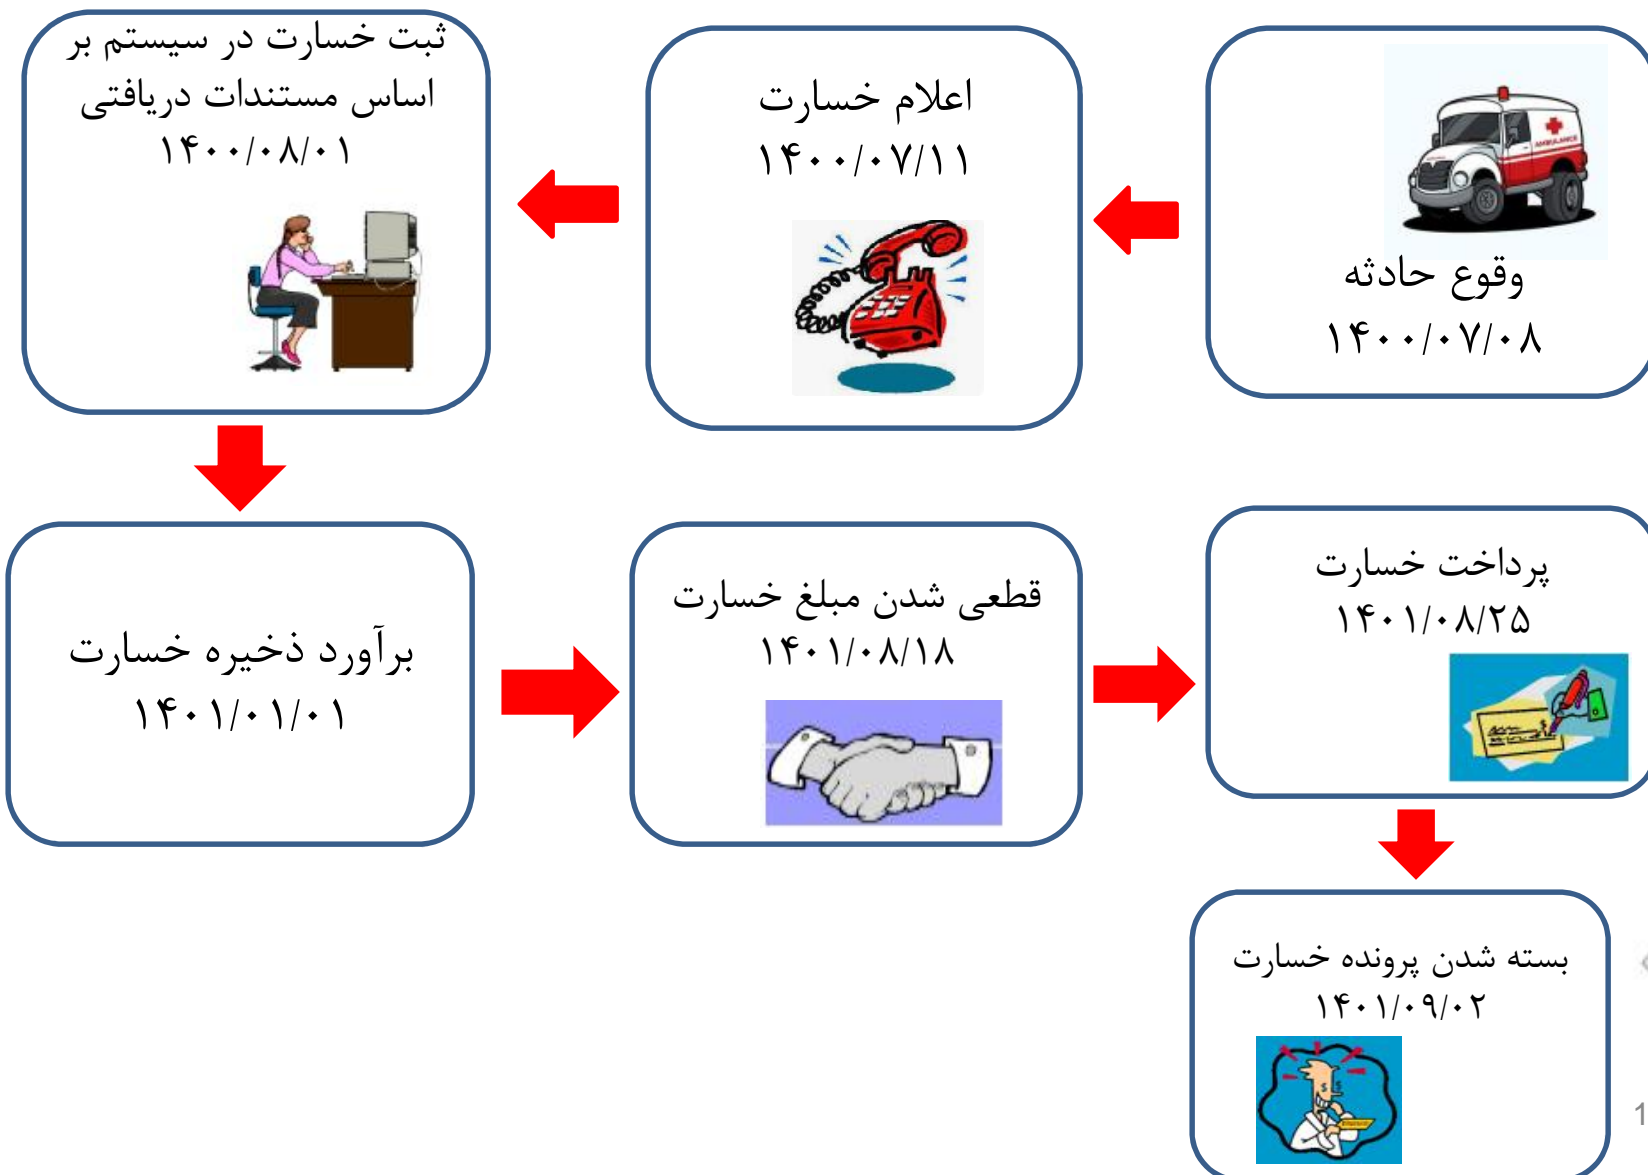 وقوع حادثه
۱۴۰۰/۰۷/۰۸
اعلام خسارت
۱۴۰۰/۰۷/۱۱
ثبت خسارت در سیستم بر
اساس مستندات دریافتی
۱۴۰۰/۰۸/۰۱
برآورد ذخیره خسارت
۱۴۰۱/۰۱/۰۱
قطعی شدن مبلغ خسارت
۱۴۰۱/۰۸/۱۸
پرداخت خسارت
۱۴۰۱/۰۸/۲۵
بسته شدن پرونده خسارت
۱۴۰۱/۰۹/۰۲
AMBULANCE
1